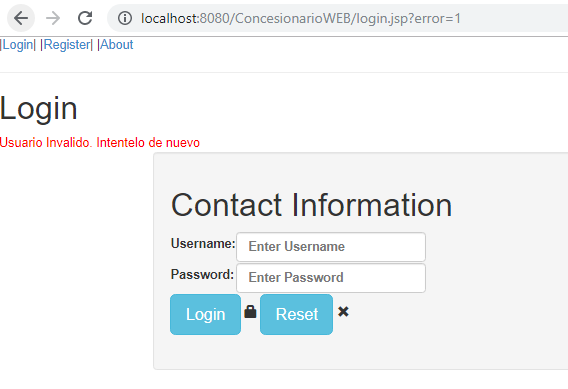 localhost:8080/ConcesionarioWEB/login.jsp?error=1
|Login| |Register| |About
Login
Usuario Invalido. Intentelo de nuevo
Contact Information
Username: Enter Username
Password: Enter Password
Login Reset